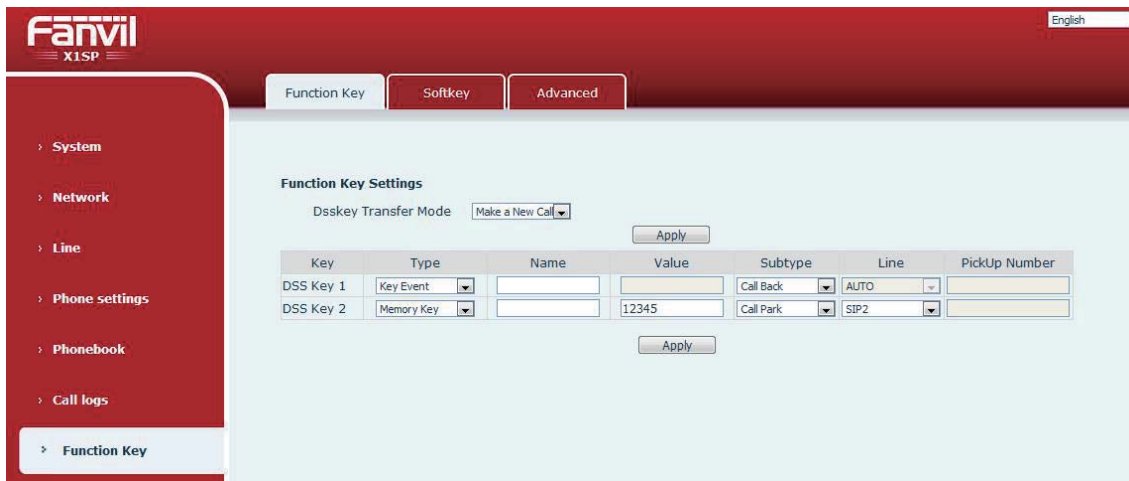 Fanvil
X1SP
English
Function Key Softkey Advanced
System
Network
Line
Phone settings
Phonebook
Call logs
Function Key
Function Key Settings
Dsskey Transfer Mode Make a New Call
Apply
Key Type Name Value Subtype Line PickUp Number
DSS Key 1 Key Event Call Back AUTO
DSS Key 2 Memory Key 12345 Call Park SIP2
Apply